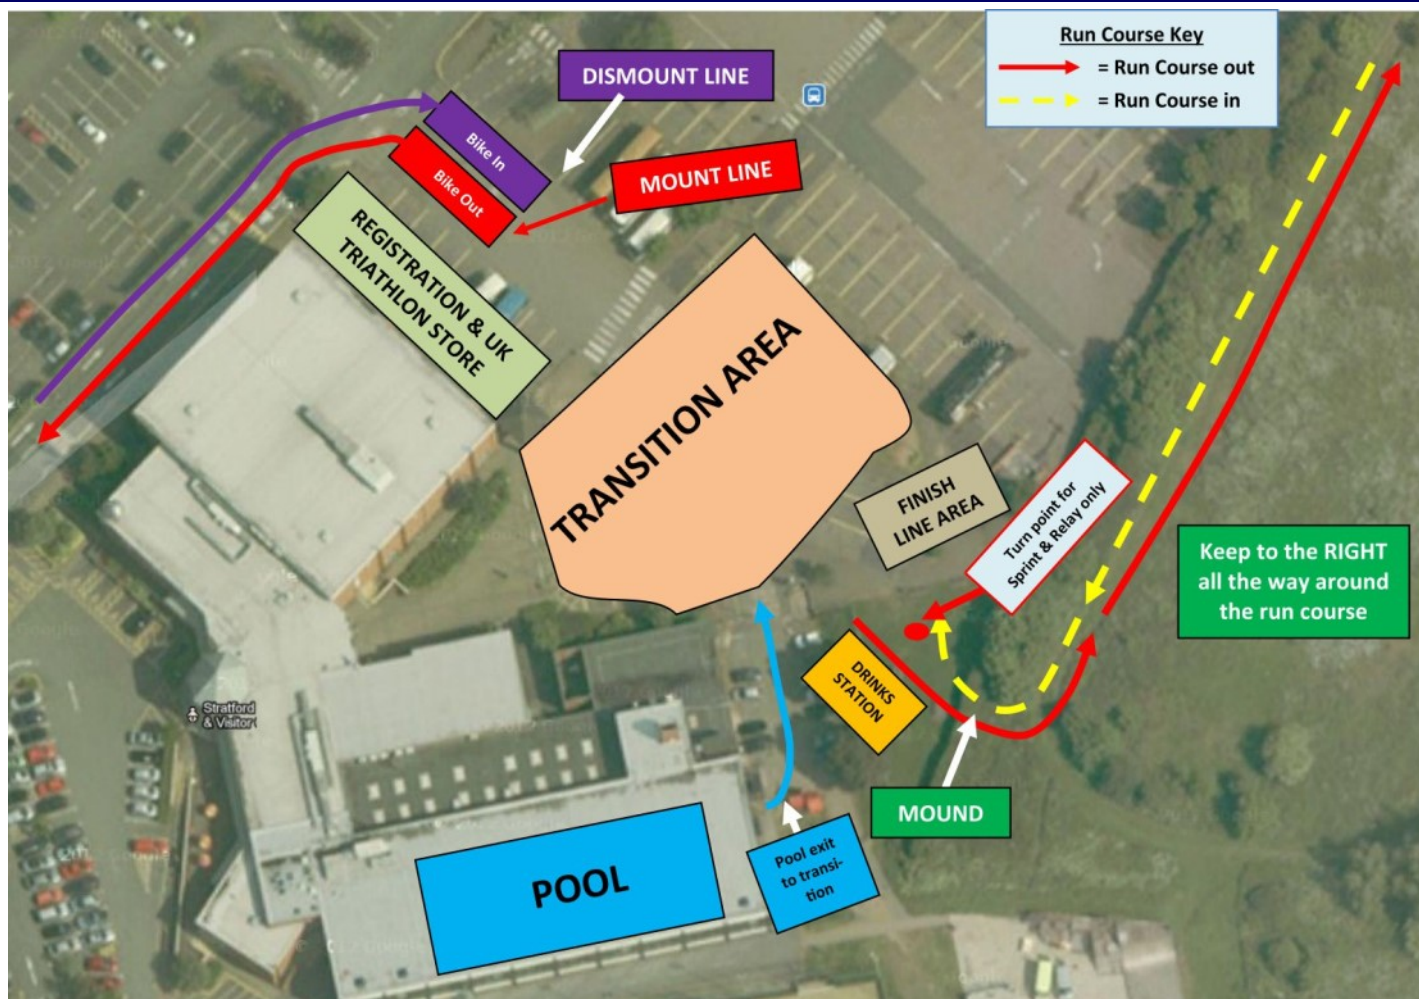 Run Course Key
= Run Course out
= Run Course in
DISMOUNT LINE
Bike In
Bike Out
MOUNT LINE
REGISTRATION & UK
TRIATHLON STORE
TRANSITION AREA
FINISH
LINE AREA
Turn point for
Sprint & Relay only
Keep to the RIGHT
all the way around
the run course
DRINKS
STATION
Stratford
& Visitor
MOUND
POOL
Pool exit
to transi-
tion